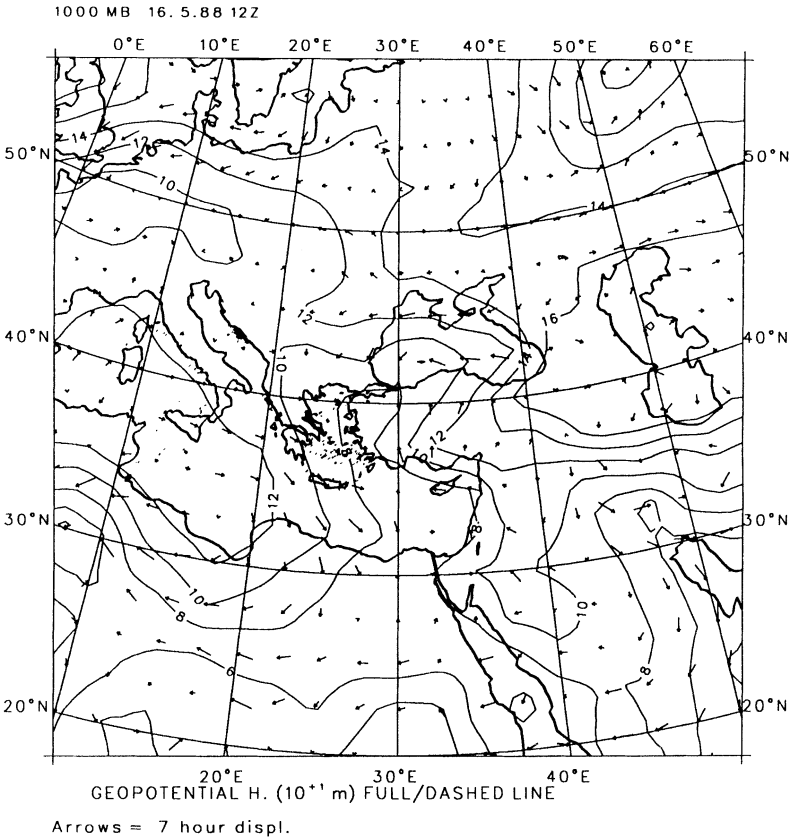 1000 MB 16. 5.88 12Z
0°E 10°E 20°E 30°E 40°E 50°E 60°E
14 12 14
50°N 50°N
10
14
12 16
40°N 40°N
10 14
12
10
12
30°N 8 30°N
10 10
8
6 8
20°N 20°N
20°E 30°E 40°E
GEOPOTENTIAL H. (10⁺¹ m) FULL/DASHED LINE
Arrows = 7 hour displ.